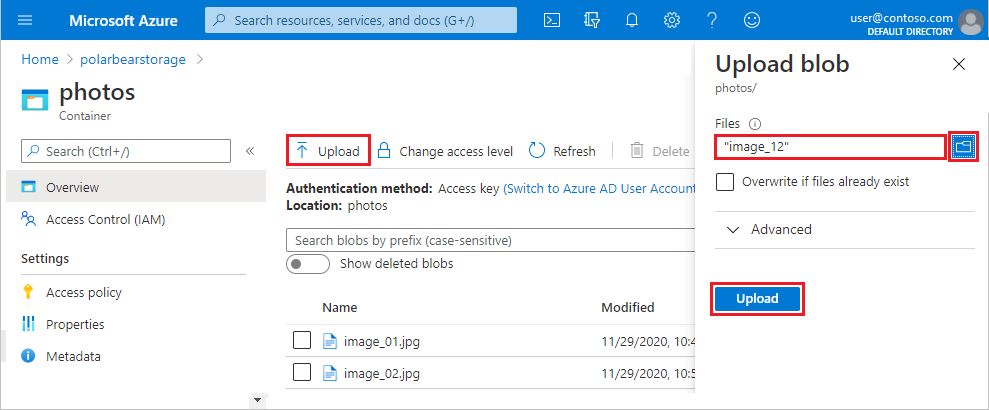 Microsoft Azure
Search resources, services, and docs (G+/)
user@contoso.com
DEFAULT DIRECTORY
Home > polarbearstorage >
photos
Container
Search (Ctrl+/)
«
Overview
Access Control (IAM)
Settings
Access policy
Properties
Metadata
Upload
Change access level
Refresh
Delete
Authentication method: Access key (Switch to Azure AD User Account
Location: photos
Search blobs by prefix (case-sensitive)
Show deleted blobs
Name Modified
image_01.jpg 11/29/2020, 10:4
image_02.jpg 11/29/2020, 10:5
Upload blob
photos/
Files
"image_12"
Overwrite if files already exist
Advanced
Upload